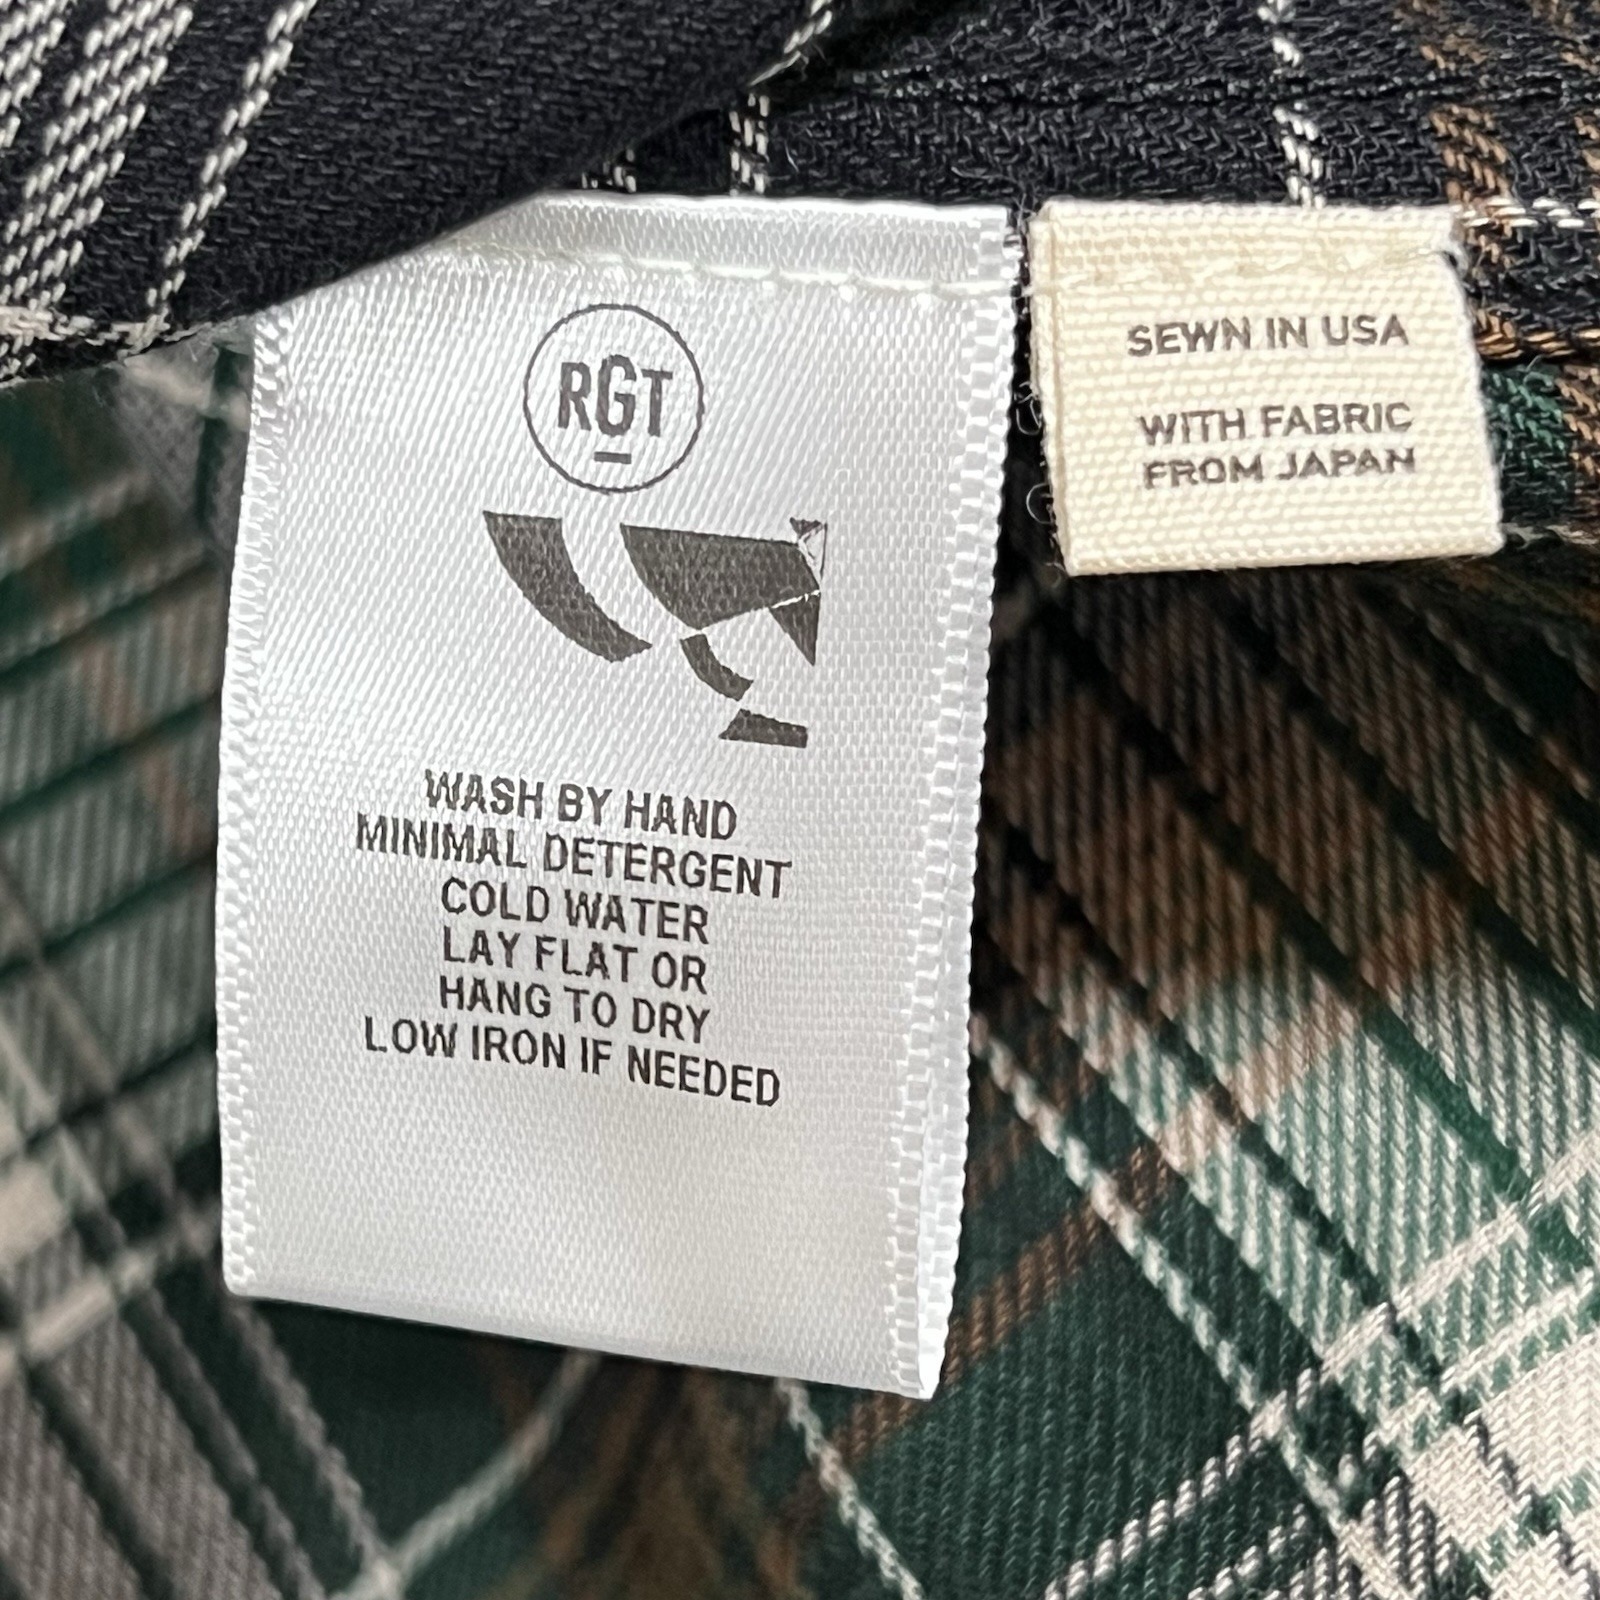 RGT
WASH BY HAND
MINIMAL DETERGENT
COLD WATER
LAY FLAT OR
HANG TO DRY
LOW IRON IF NEEDED
SEWN IN USA
WITH FABRIC
FROM JAPAN